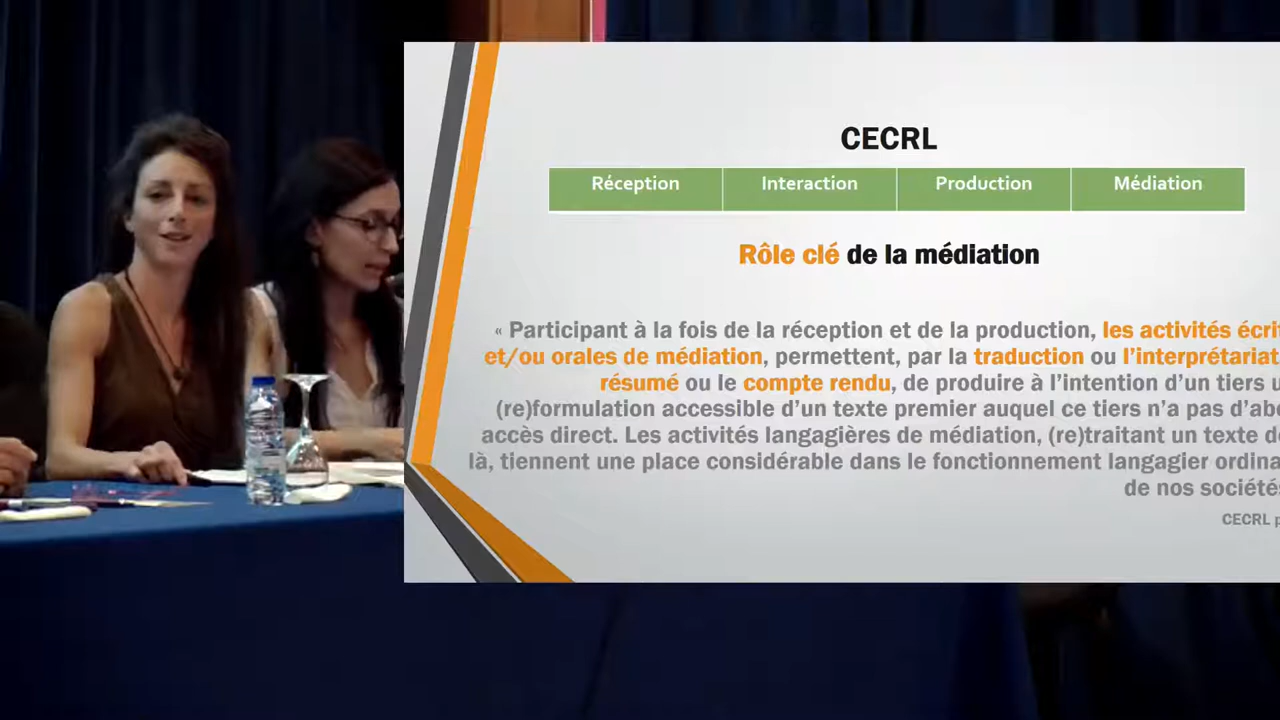 CECRL
Réception Interaction Production Médiation
Rôle clé de la médiation
« Participant à la fois de la réception et de la production, les activités
et/ou orales de médiation, permettent, par la traduction ou l'interprétariat
résumé ou le compte rendu, de produire à l'intention d'un tiers
(re)formulation accessible d'un texte premier auquel ce tiers n'a pas
accès direct. Les activités langagières de médiation, (re)traitant un texte
là, tiennent une place considérable dans le fonctionnement langagier
de nos sociétés
CECRL